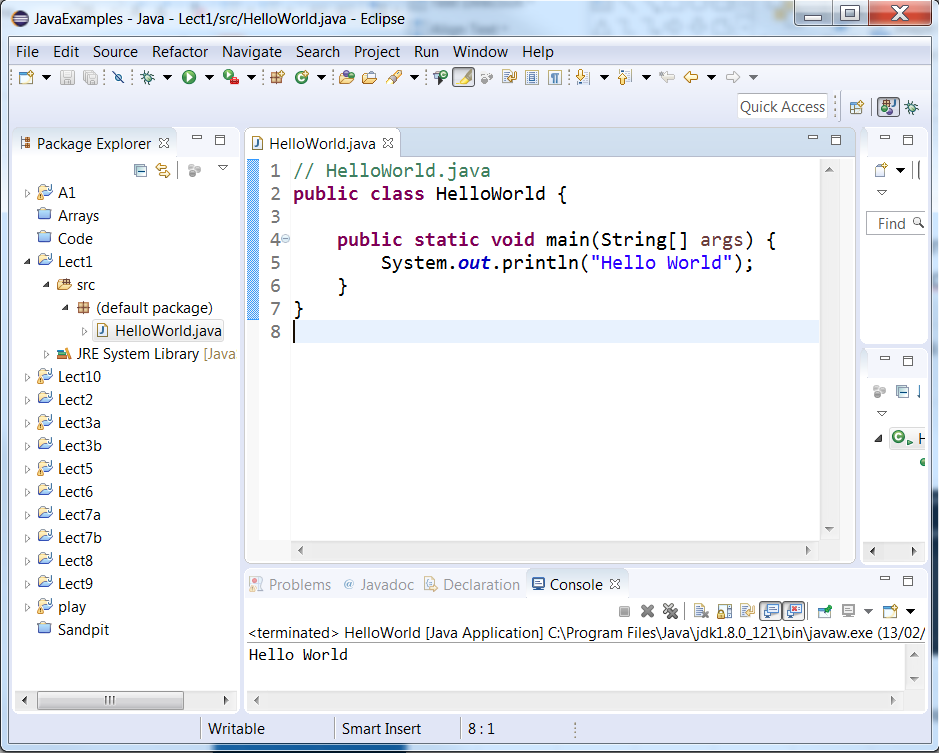 JavaExamples - Java - Lect1/src/HelloWorld.java - Eclipse
File Edit Source Refactor Navigate Search Project Run Window Help
Quick Access
Package Explorer
A1
Arrays
Code
Lect1
src
(default package)
HelloWorld.java
JRE System Library [Java
Lect10
Lect2
Lect3a
Lect3b
Lect5
Lect6
Lect7a
Lect7b
Lect8
Lect9
play
Sandpit
HelloWorld.java
1 // HelloWorld.java
2 public class HelloWorld {
3
4 public static void main(String[] args) {
5 System.out.println("Hello World");
6 }
7 }
8
Find
H
Problems @ Javadoc Declaration Console
<terminated> HelloWorld [Java Application] C:\Program Files\Java\jdk1.8.0_121\bin\javaw.exe (13/02/
Hello World
Writable Smart Insert 8 : 1